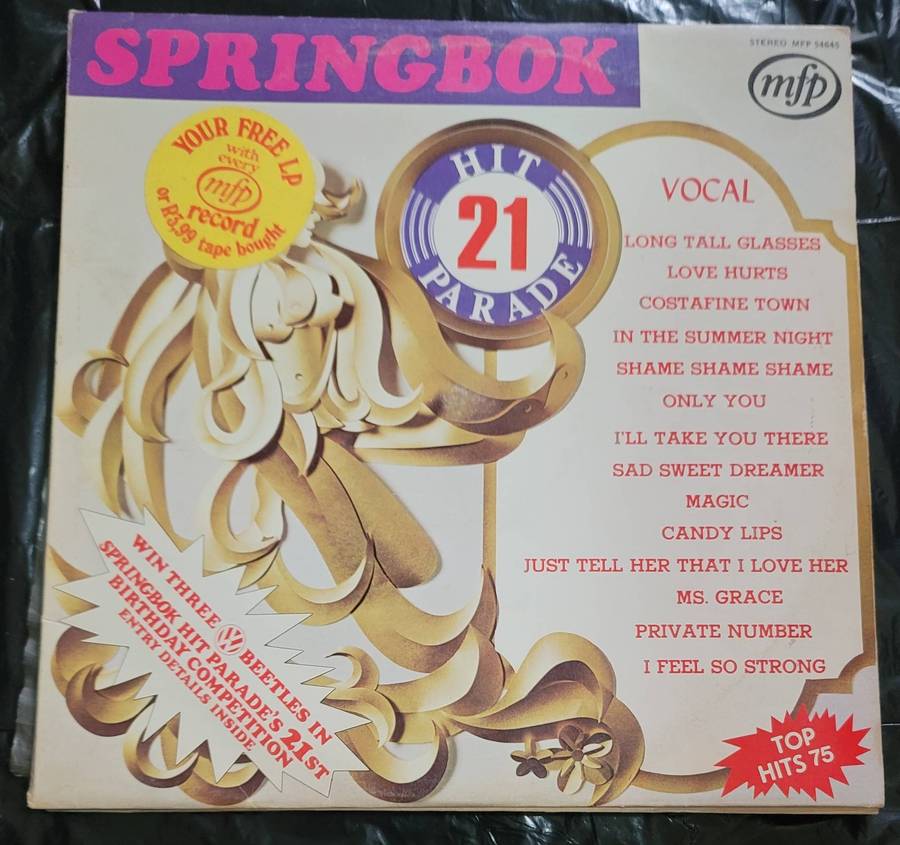 SPRINGBOK
STEREO MFP 54645
mfp
YOUR FREE LP
with
every
mfp
record
or R3,99 tape bought
HIT
21
PARADE
VOCAL
LONG TALL GLASSES
LOVE HURTS
COSTAFINE TOWN
IN THE SUMMER NIGHT
SHAME SHAME SHAME
ONLY YOU
I'LL TAKE YOU THERE
SAD SWEET DREAMER
MAGIC
CANDY LIPS
JUST TELL HER THAT I LOVE HER
MS. GRACE
PRIVATE NUMBER
I FEEL SO STRONG
WIN THREE VW BEETLES IN
SPRINGBOK HIT PARADE'S 21ST
BIRTHDAY COMPETITION
ENTRY DETAILS INSIDE
TOP
HITS 75